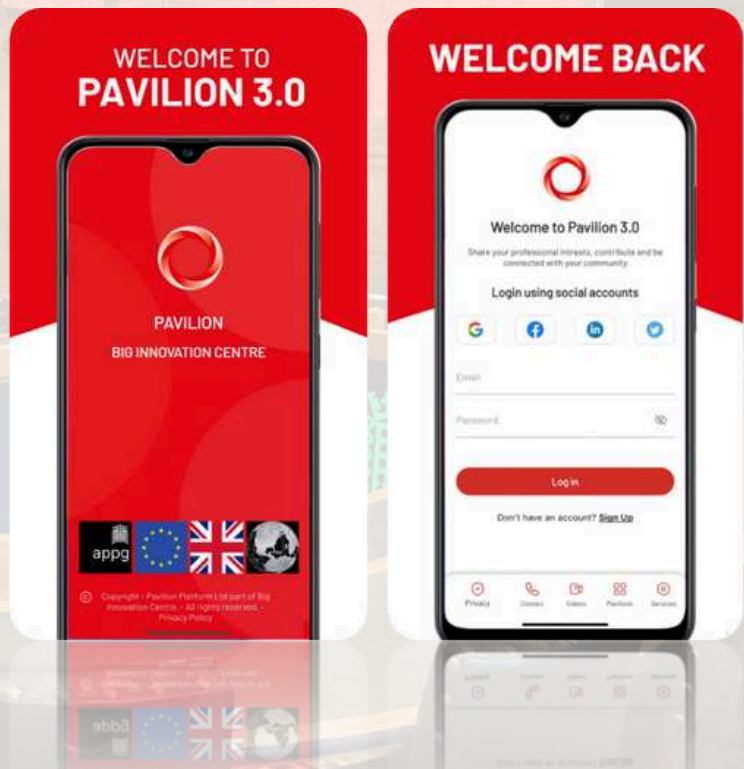 WELCOME TO
PAVILION 3.0
PAVILION
BIG INNOVATION CENTRE
appg
© Copyright - Pavilion Platform Ltd part of Big
Innovation Centre. - All rights reserved. -
Privacy Policy
WELCOME BACK
Welcome to Pavilion 3.0
Share your professional intrests, contribute and be
connected with your community
Login using social accounts
Email
Password
Log in
Don't have an account? Sign Up
Privacy
Contact
Videos
Pavilions
Services